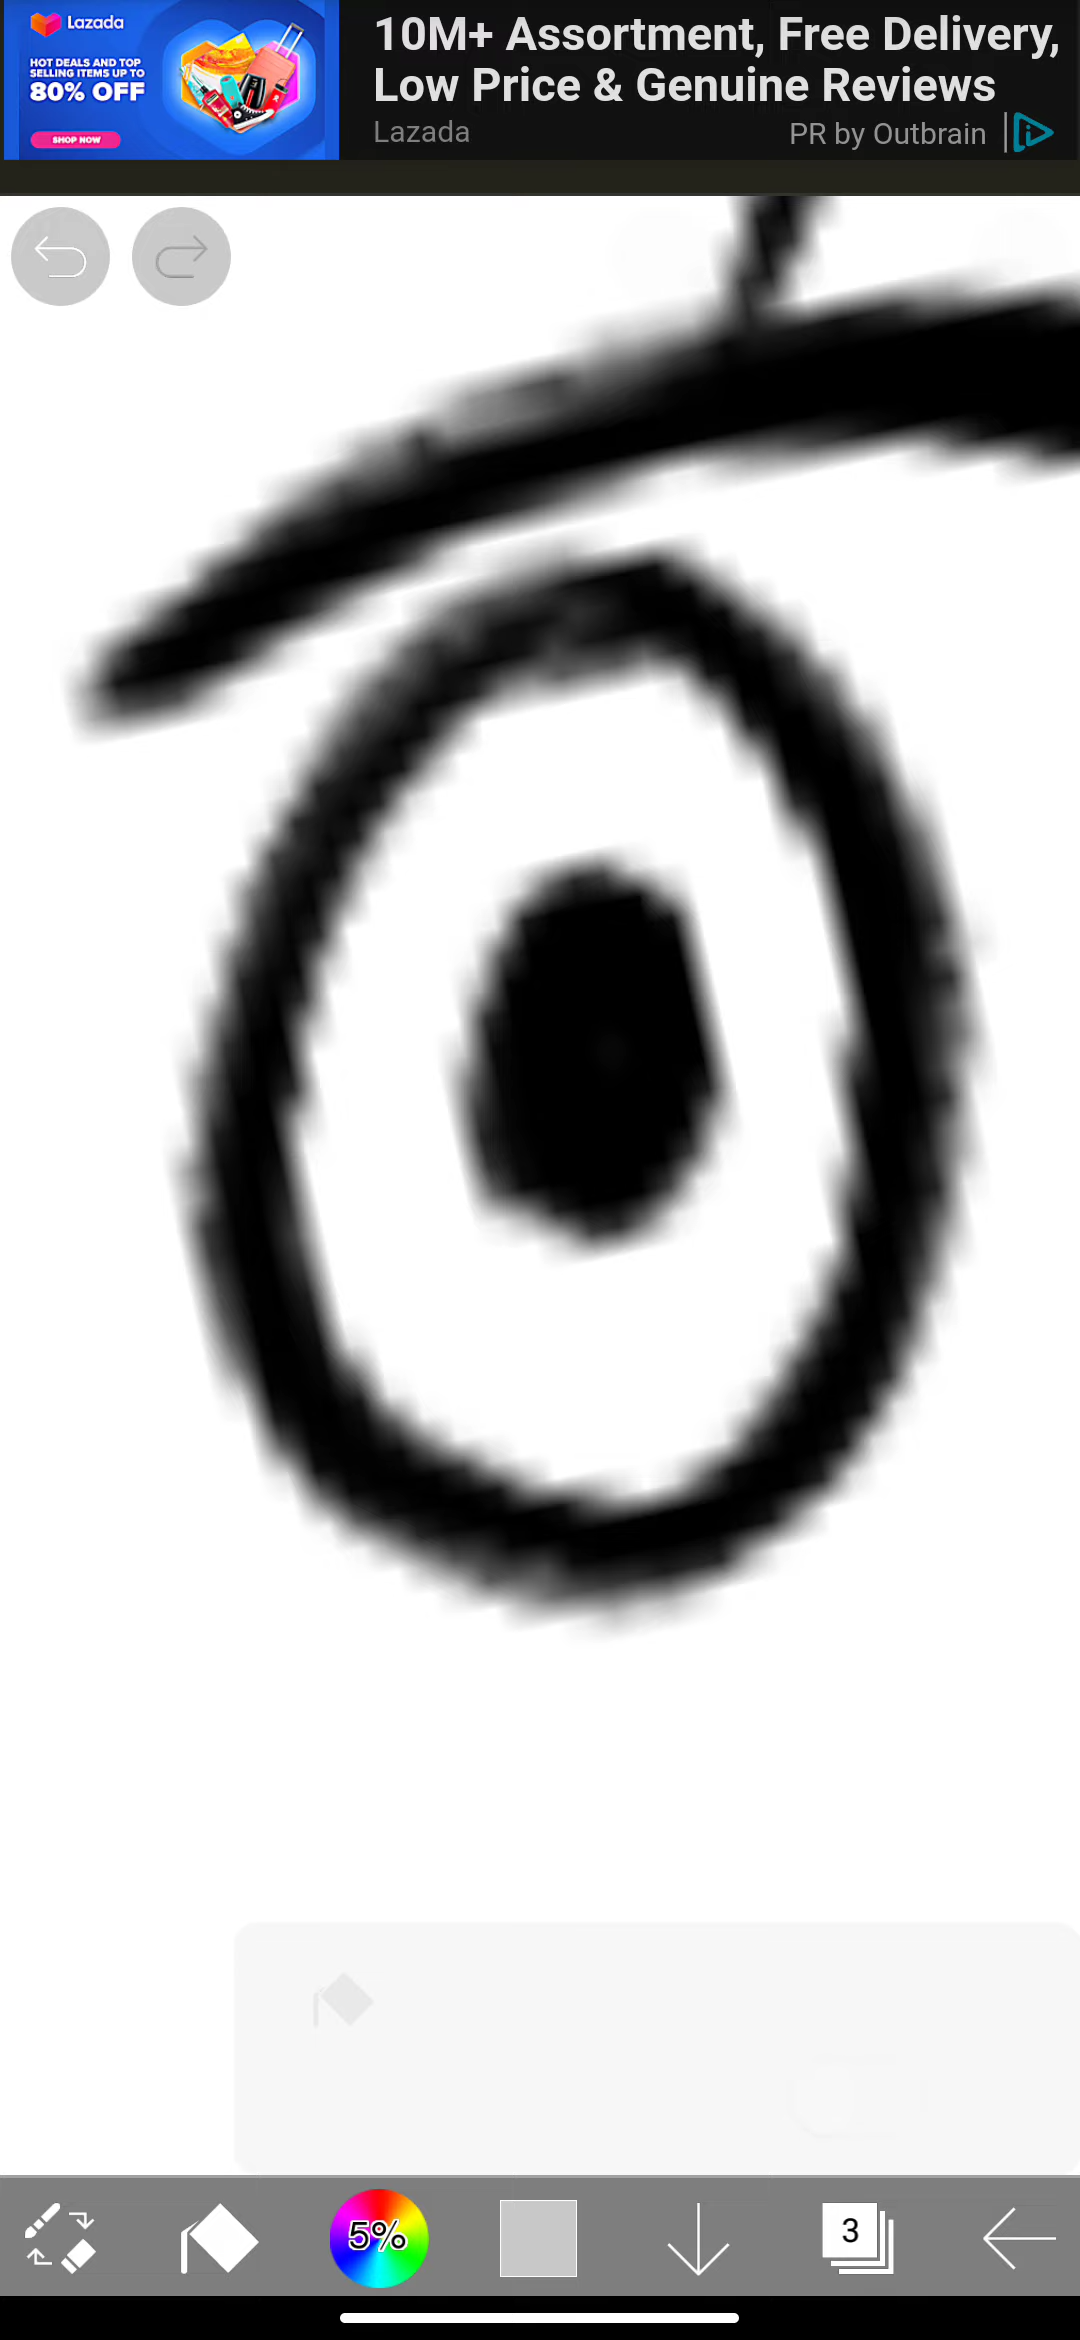 Lazada
HOT DEALS AND TOP
SELLING ITEMS UP TO
80% OFF
SHOP NOW
10M+ Assortment, Free Delivery,
Low Price & Genuine Reviews
Lazada
PR by Outbrain
5%
3